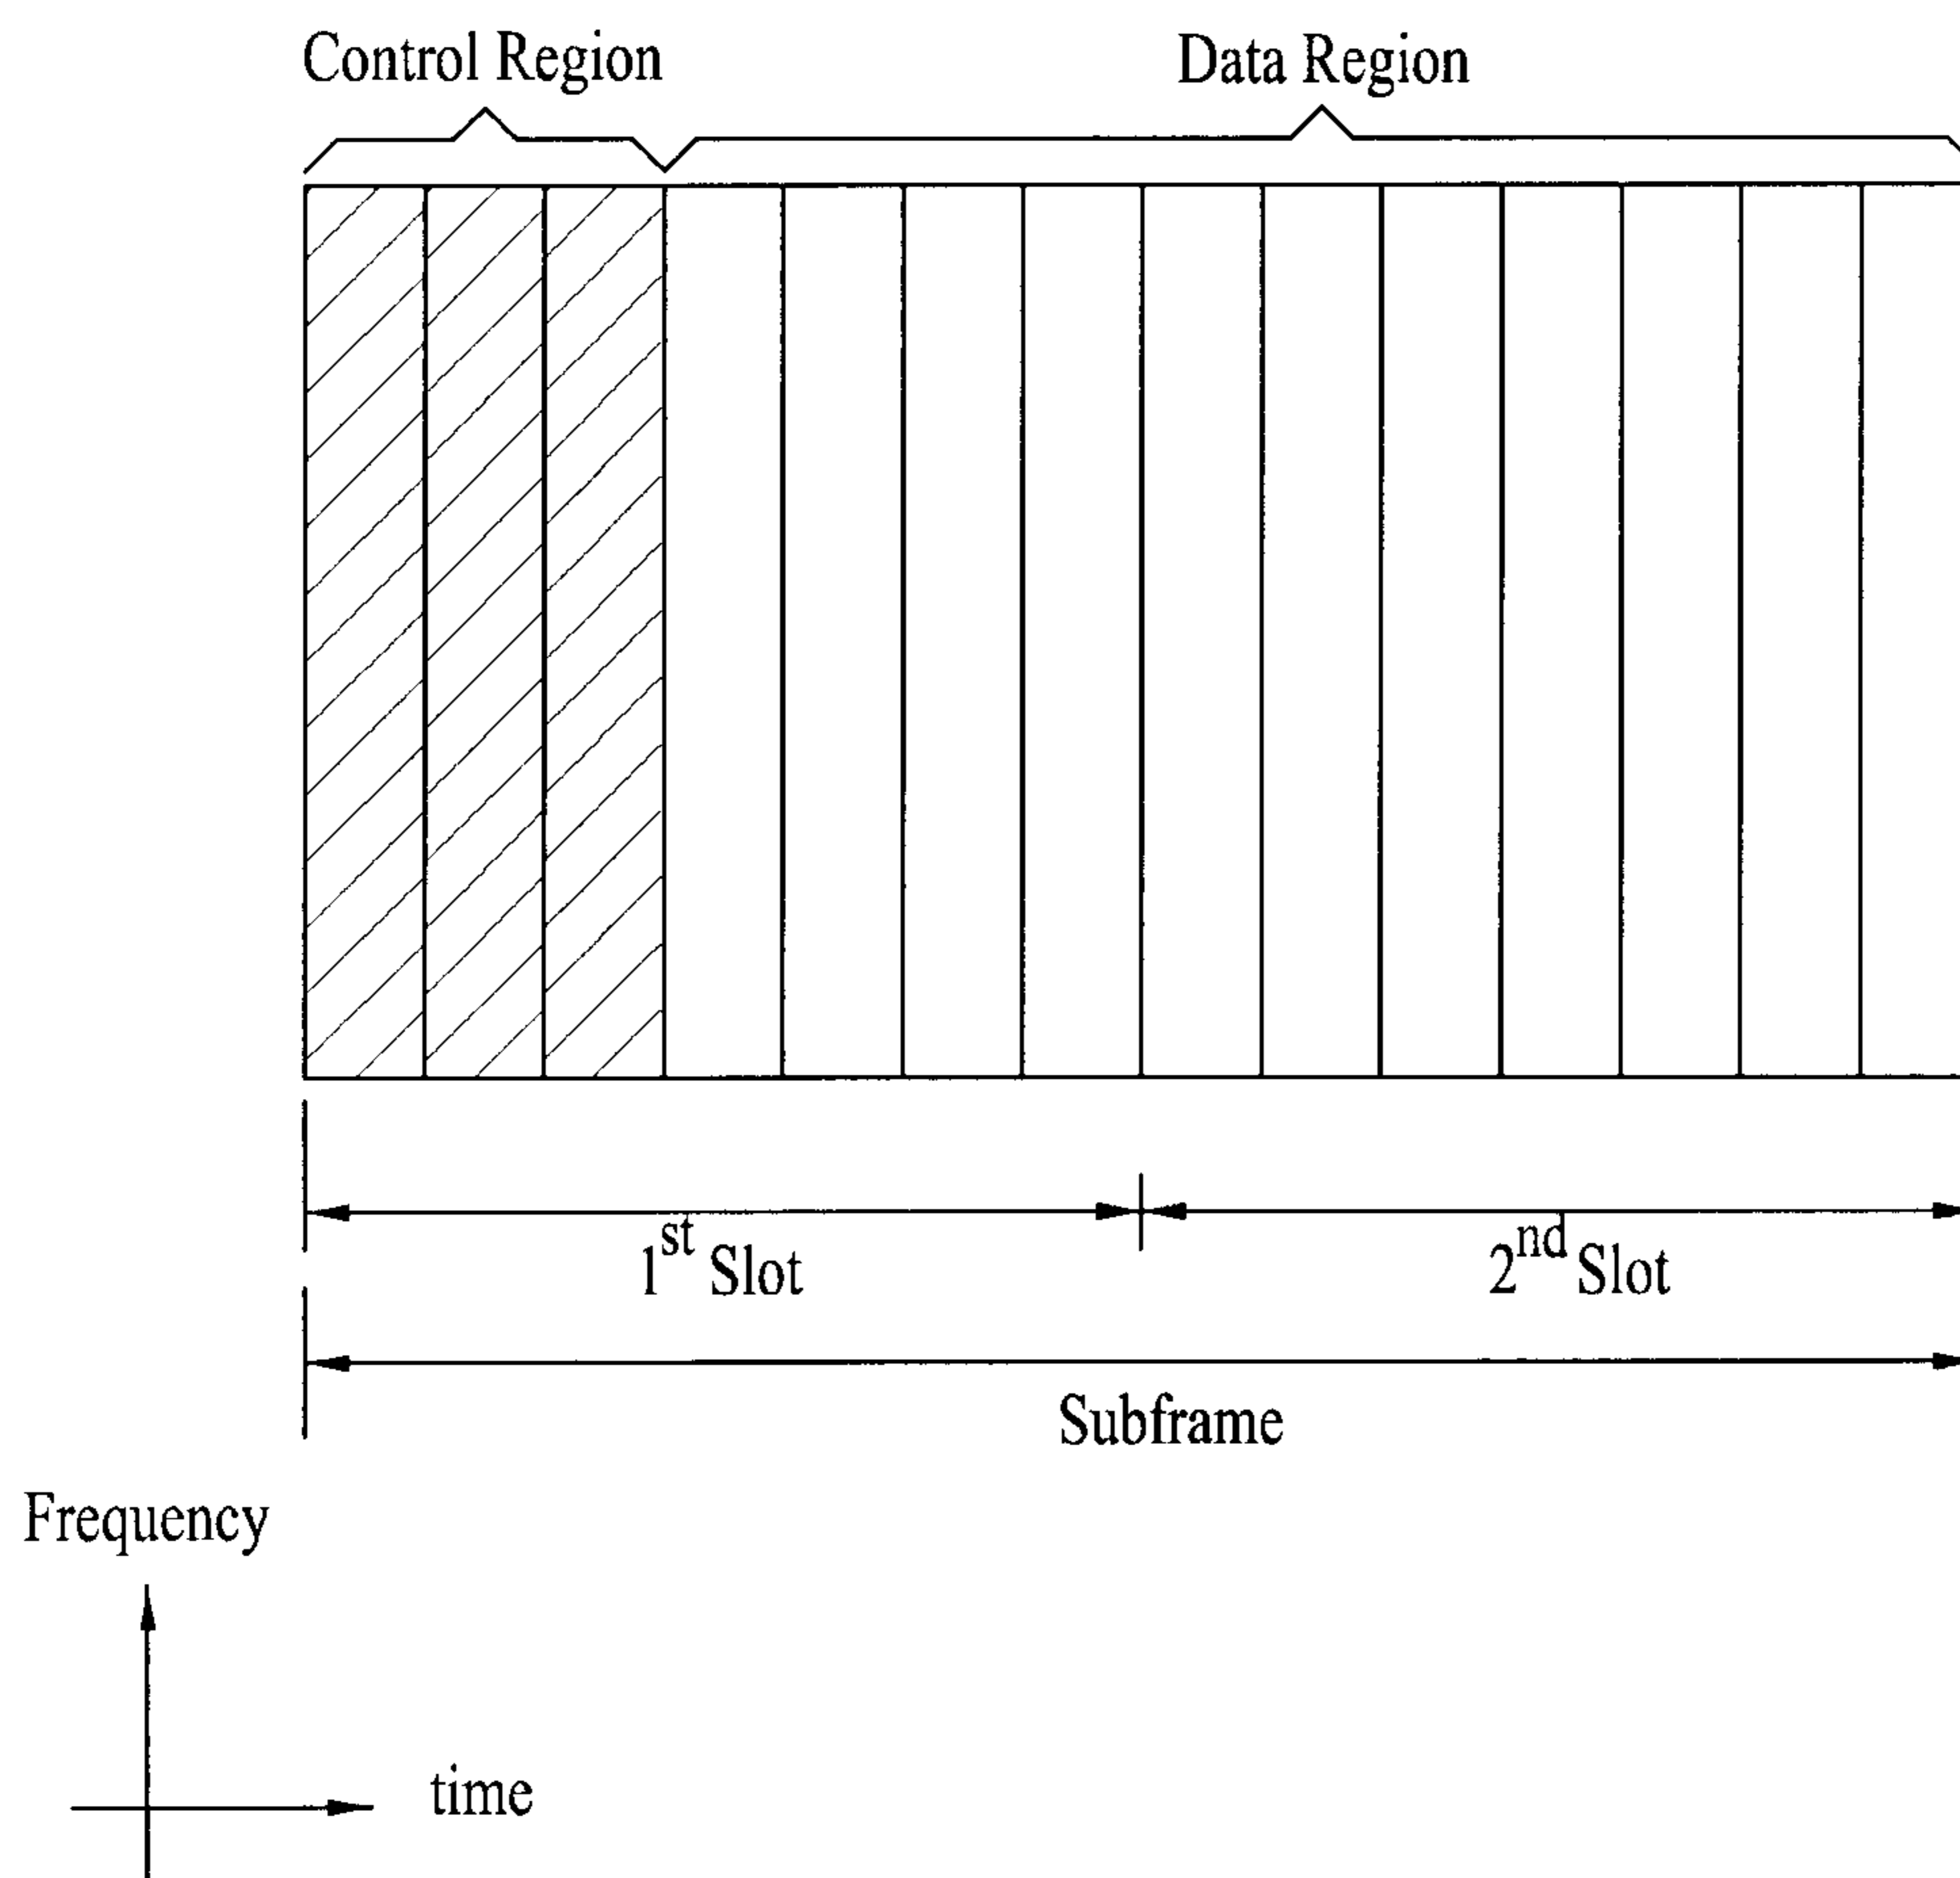 Control Region
Data Region
1st Slot
2nd Slot
Subframe
Frequency
time